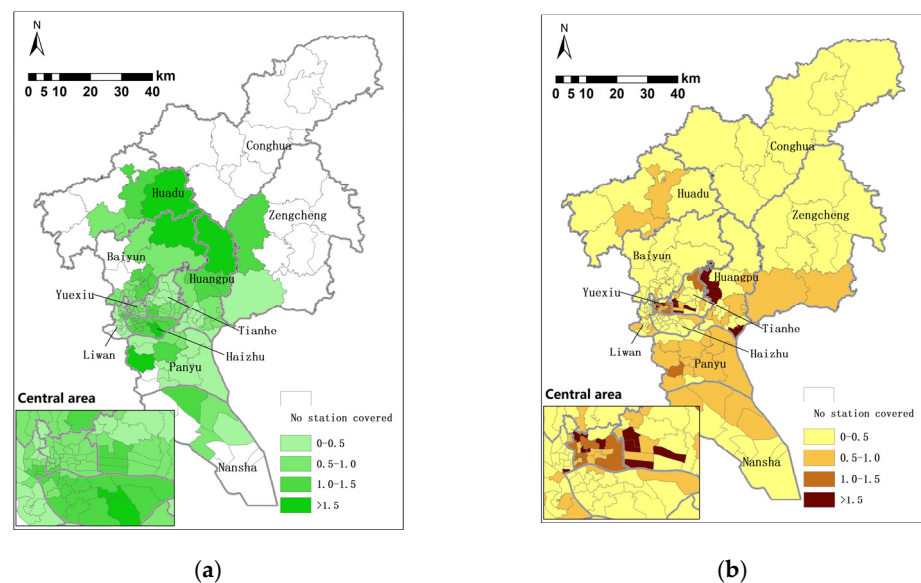 N
km
0 5 10 20 30 40
Conghua
Huadu
Zengcheng
Baiyun
Huangpu
Yuexiu
Tianhe
Liwan
Haizhu
Panyu
Central area
No station covered
0-0.5
0.5-1.0
1.0-1.5
>1.5
Nansha
(a)
N
km
0 5 10 20 30 40
Conghua
Huadu
Zengcheng
Baiyun
Huangpu
Yuexiu
Tianhe
Liwan
Haizhu
Panyu
Central area
No station covered
0-0.5
0.5-1.0
1.0-1.5
>1.5
Nansha
(b)